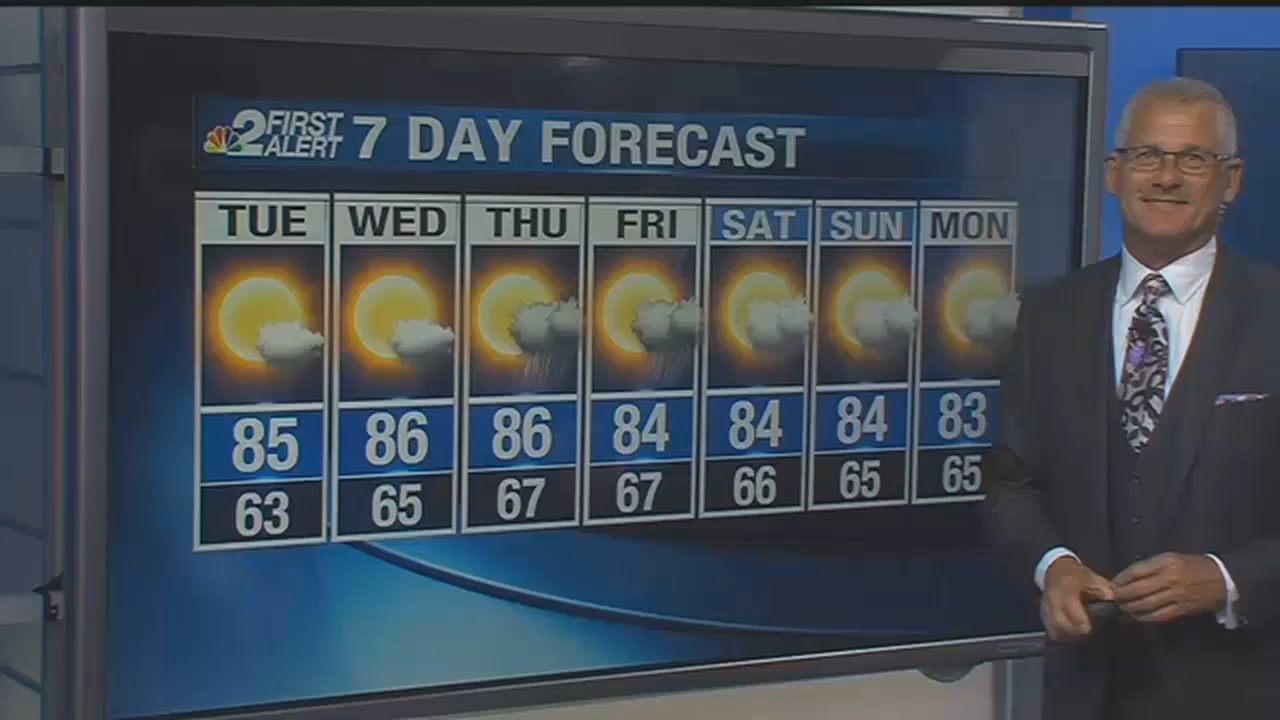 2 FIRST ALERT 7 DAY FORECAST
TUE WED THU FRI SAT SUN MON
85 86 86 84 84 84 83
63 65 67 67 66 65 65